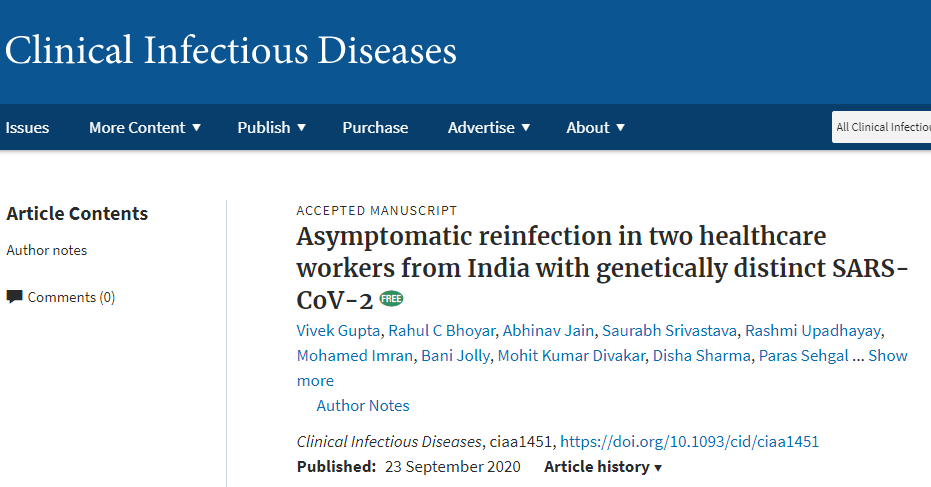 Clinical Infectious Diseases
Issues More Content ▼ Publish ▼ Purchase Advertise ▼ About ▼ All Clinical Infectio
Article Contents
Author notes
Comments (0)
ACCEPTED MANUSCRIPT
Asymptomatic reinfection in two healthcare
workers from India with genetically distinct SARS-
CoV-2 FREE
Vivek Gupta, Rahul C Bhoyar, Abhinav Jain, Saurabh Srivastava, Rashmi Upadhayay,
Mohamed Imran, Bani Jolly, Mohit Kumar Divakar, Disha Sharma, Paras Sehgal ... Show
more
Author Notes
Clinical Infectious Diseases, ciaa1451, https://doi.org/10.1093/cid/ciaa1451
Published: 23 September 2020 Article history ▼